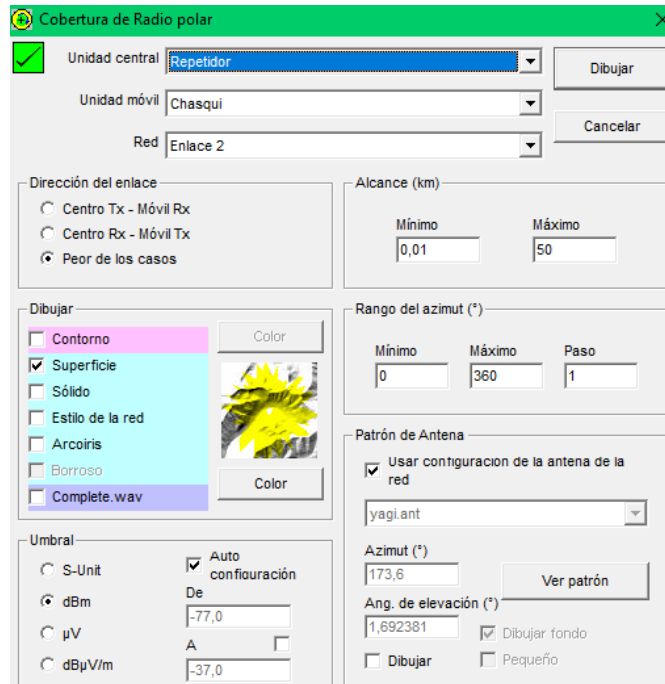 Cobertura de Radio polar
Unidad central Repetidor
Dibujar
Unidad móvil Chasqui
Cancelar
Red Enlace 2
Dirección del enlace
Centro Tx - Móvil Rx
Centro Rx - Móvil Tx
Peor de los casos
Alcance (km)
Mínimo Máximo
0,01 50
Dibujar
Contorno
Superficie
Sólido
Estilo de la red
Arcoiris
Borroso
Complete.wav
Color
Color
Rango del azimut (°)
Mínimo Máximo Paso
0 360 1
Patrón de Antena
Usar configuración de la antena de la
red
yagi.ant
Azimut (°)
173,6
Ver patrón
Ang. de elevación (°)
1,692381
Dibujar fondo
Dibujar
Pequeño
Umbral
S-Unit
dBm
µV
dBµV/m
Auto
configuración
De
-77,0
A
-37,0